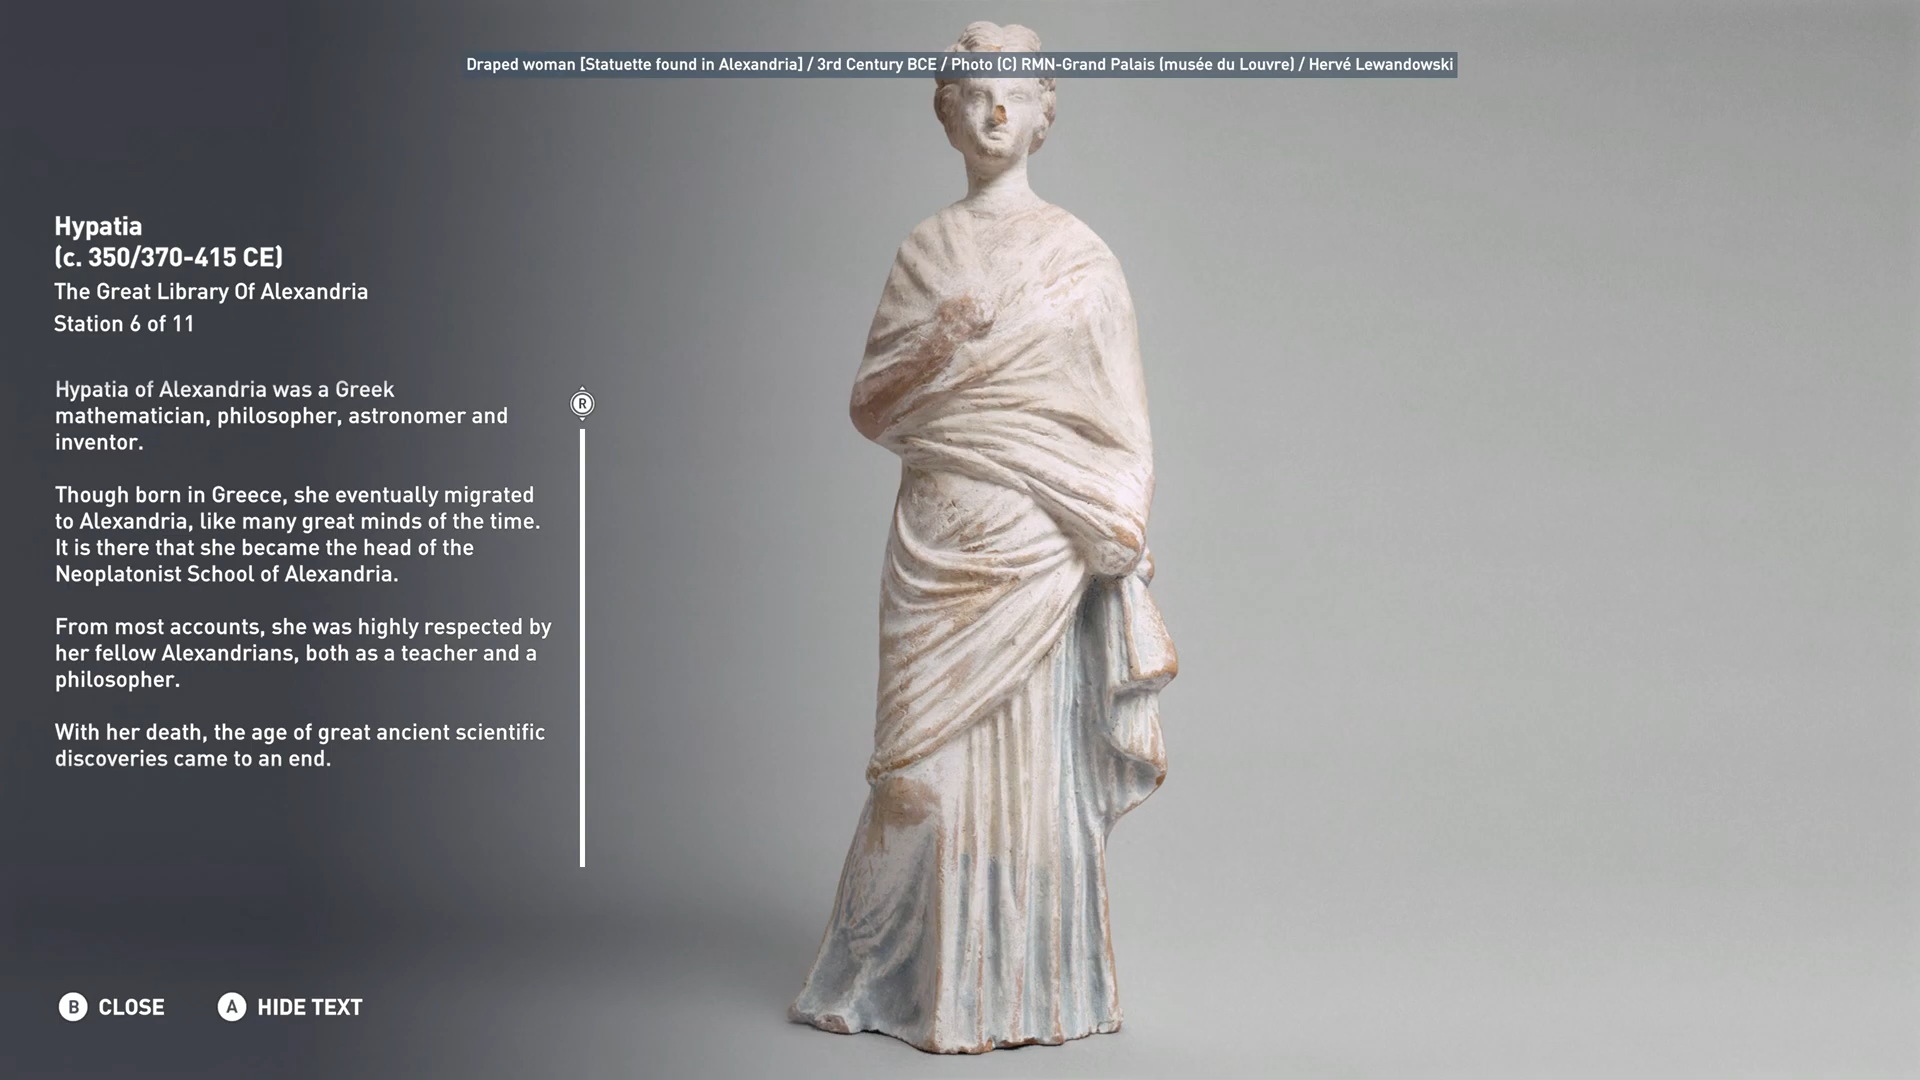 Draped woman [Statuette found in Alexandria] / 3rd Century BCE / Photo (C) RMN-Grand Palais (musée du Louvre) / Hervé Lewandowski
Hypatia
(c. 350/370-415 CE)
The Great Library Of Alexandria
Station 6 of 11
Hypatia of Alexandria was a Greek
mathematician, philosopher, astronomer and
inventor.
Though born in Greece, she eventually migrated
to Alexandria, like many great minds of the time.
It is there that she became the head of the
Neoplatonist School of Alexandria.
From most accounts, she was highly respected by
her fellow Alexandrians, both as a teacher and a
philosopher.
With her death, the age of great ancient scientific
discoveries came to an end.
R
B CLOSE A HIDE TEXT